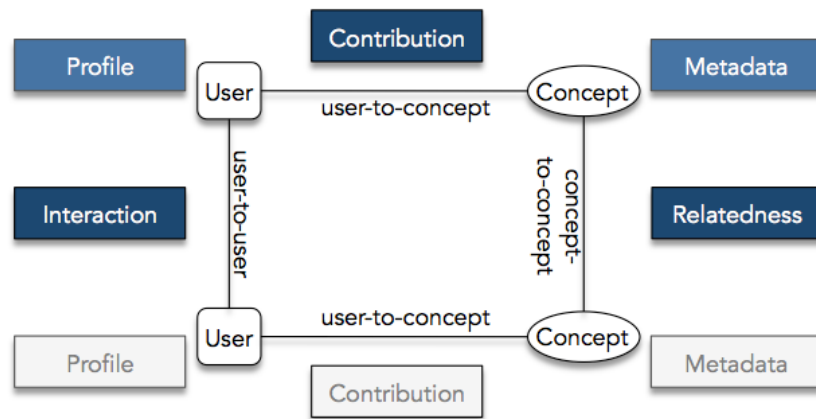 Contribution
Profile
Metadata
User
Concept
user-to-concept
user-to-user
concept-
to-concept
Interaction
Relatedness
user-to-concept
User
Concept
Profile
Metadata
Contribution